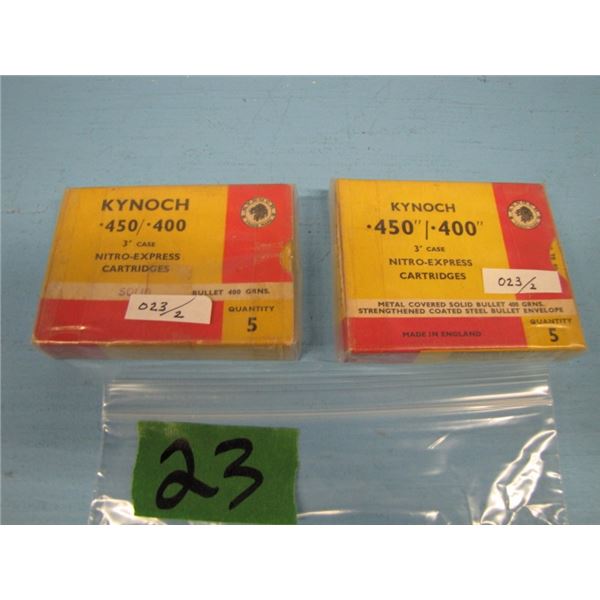 KYNOCH
·450/·400
3" CASE
NITRO-EXPRESS
CARTRIDGES
SOLID BULLET 400 GRNS.
QUANTITY
5
023/2
KYNOCH
·450"/·400"
3" CASE
NITRO-EXPRESS
CARTRIDGES
023/2
METAL COVERED SOLID BULLET 400 GRNS.
STRENGTHENED COATED STEEL BULLET ENVELOPE
QUANTITY
5
MADE IN ENGLAND
23